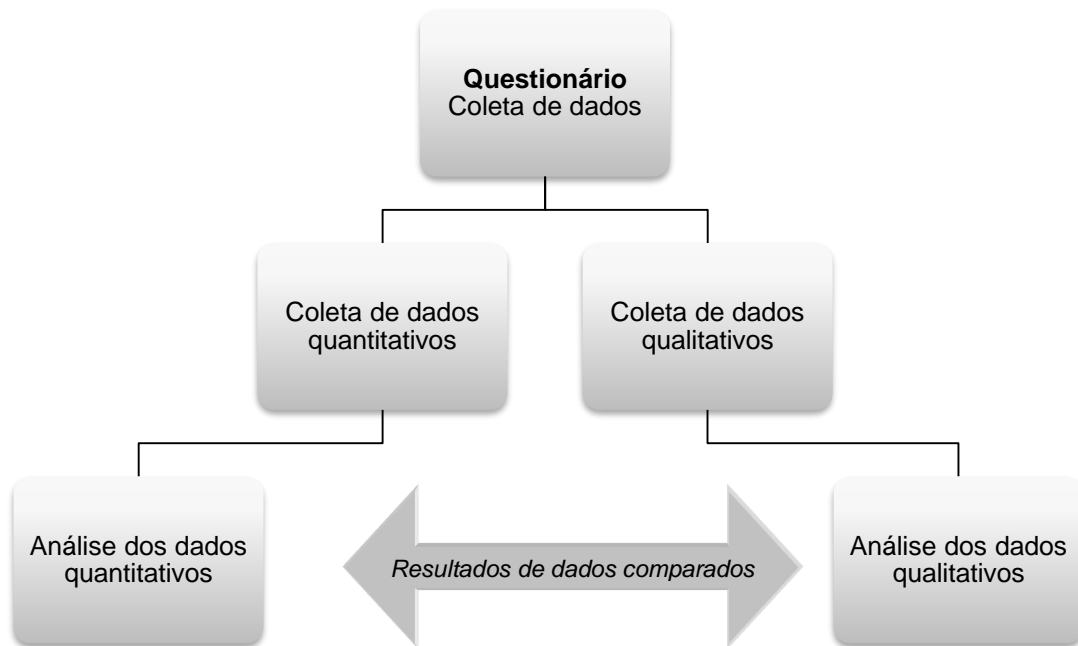 Questionário
Coleta de dados
Coleta de dados
quantitativos
Coleta de dados
qualitativos
Análise dos dados
quantitativos
Resultados de dados comparados
Análise dos dados
qualitativos